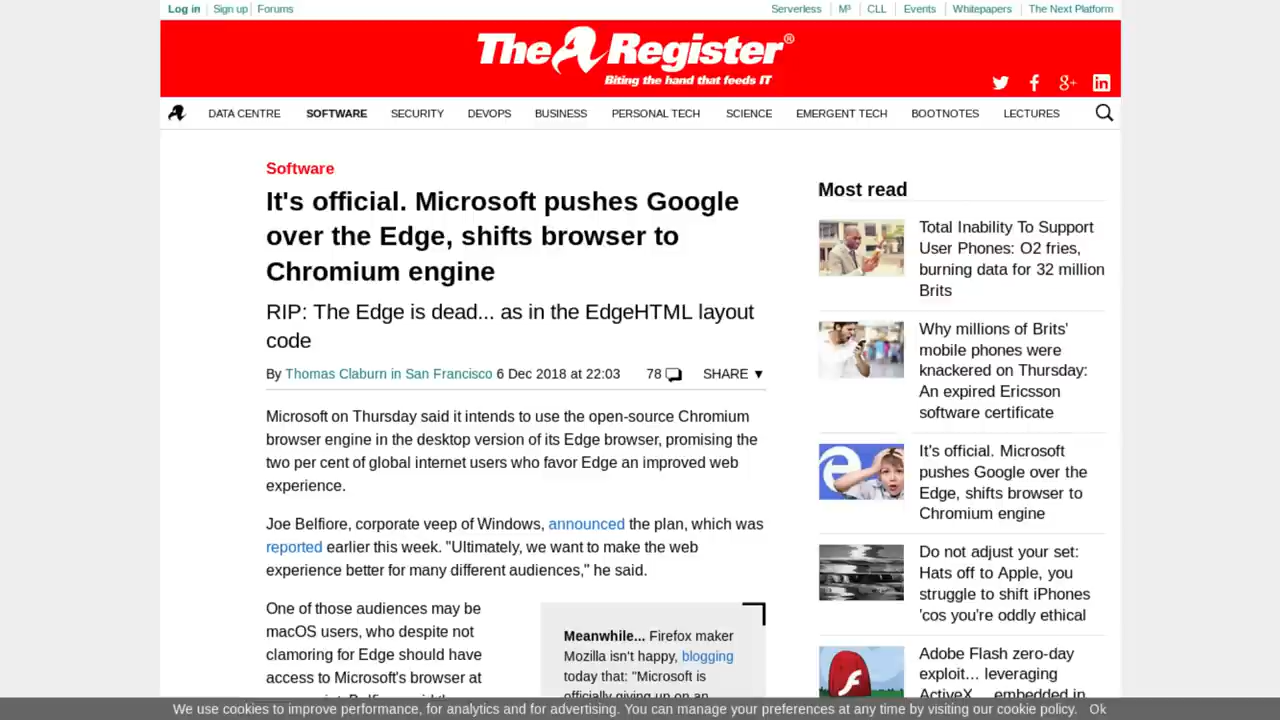 Log in Sign up Forums Serverless M³ CLL Events Whitepapers The Next Platform
The Register®
Biting the hand that feeds IT
DATA CENTRE SOFTWARE SECURITY DEVOPS BUSINESS PERSONAL TECH SCIENCE EMERGENT TECH BOOTNOTES LECTURES
Software
It's official. Microsoft pushes Google
over the Edge, shifts browser to
Chromium engine
RIP: The Edge is dead... as in the EdgeHTML layout
code
By Thomas Claburn in San Francisco 6 Dec 2018 at 22:03 78 SHARE ▼
Microsoft on Thursday said it intends to use the open-source Chromium
browser engine in the desktop version of its Edge browser, promising the
two per cent of global internet users who favor Edge an improved web
experience.
Joe Belfiore, corporate veep of Windows, announced the plan, which was
reported earlier this week. "Ultimately, we want to make the web
experience better for many different audiences," he said.
One of those audiences may be
macOS users, who despite not
clamoring for Edge should have
access to Microsoft's browser at
Meanwhile... Firefox maker
Mozilla isn't happy, blogging
today that: "Microsoft is
officially giving up on an
Most read
Total Inability To Support
User Phones: O2 fries,
burning data for 32 million
Brits
Why millions of Brits'
mobile phones were
knackered on Thursday:
An expired Ericsson
software certificate
It's official. Microsoft
pushes Google over the
Edge, shifts browser to
Chromium engine
Do not adjust your set:
Hats off to Apple, you
struggle to shift iPhones
'cos you're oddly ethical
Adobe Flash zero-day
exploit... leveraging
ActiveX... embedded in
We use cookies to improve performance, for analytics and for advertising. You can manage your preferences at any time by visiting our cookie policy. Ok